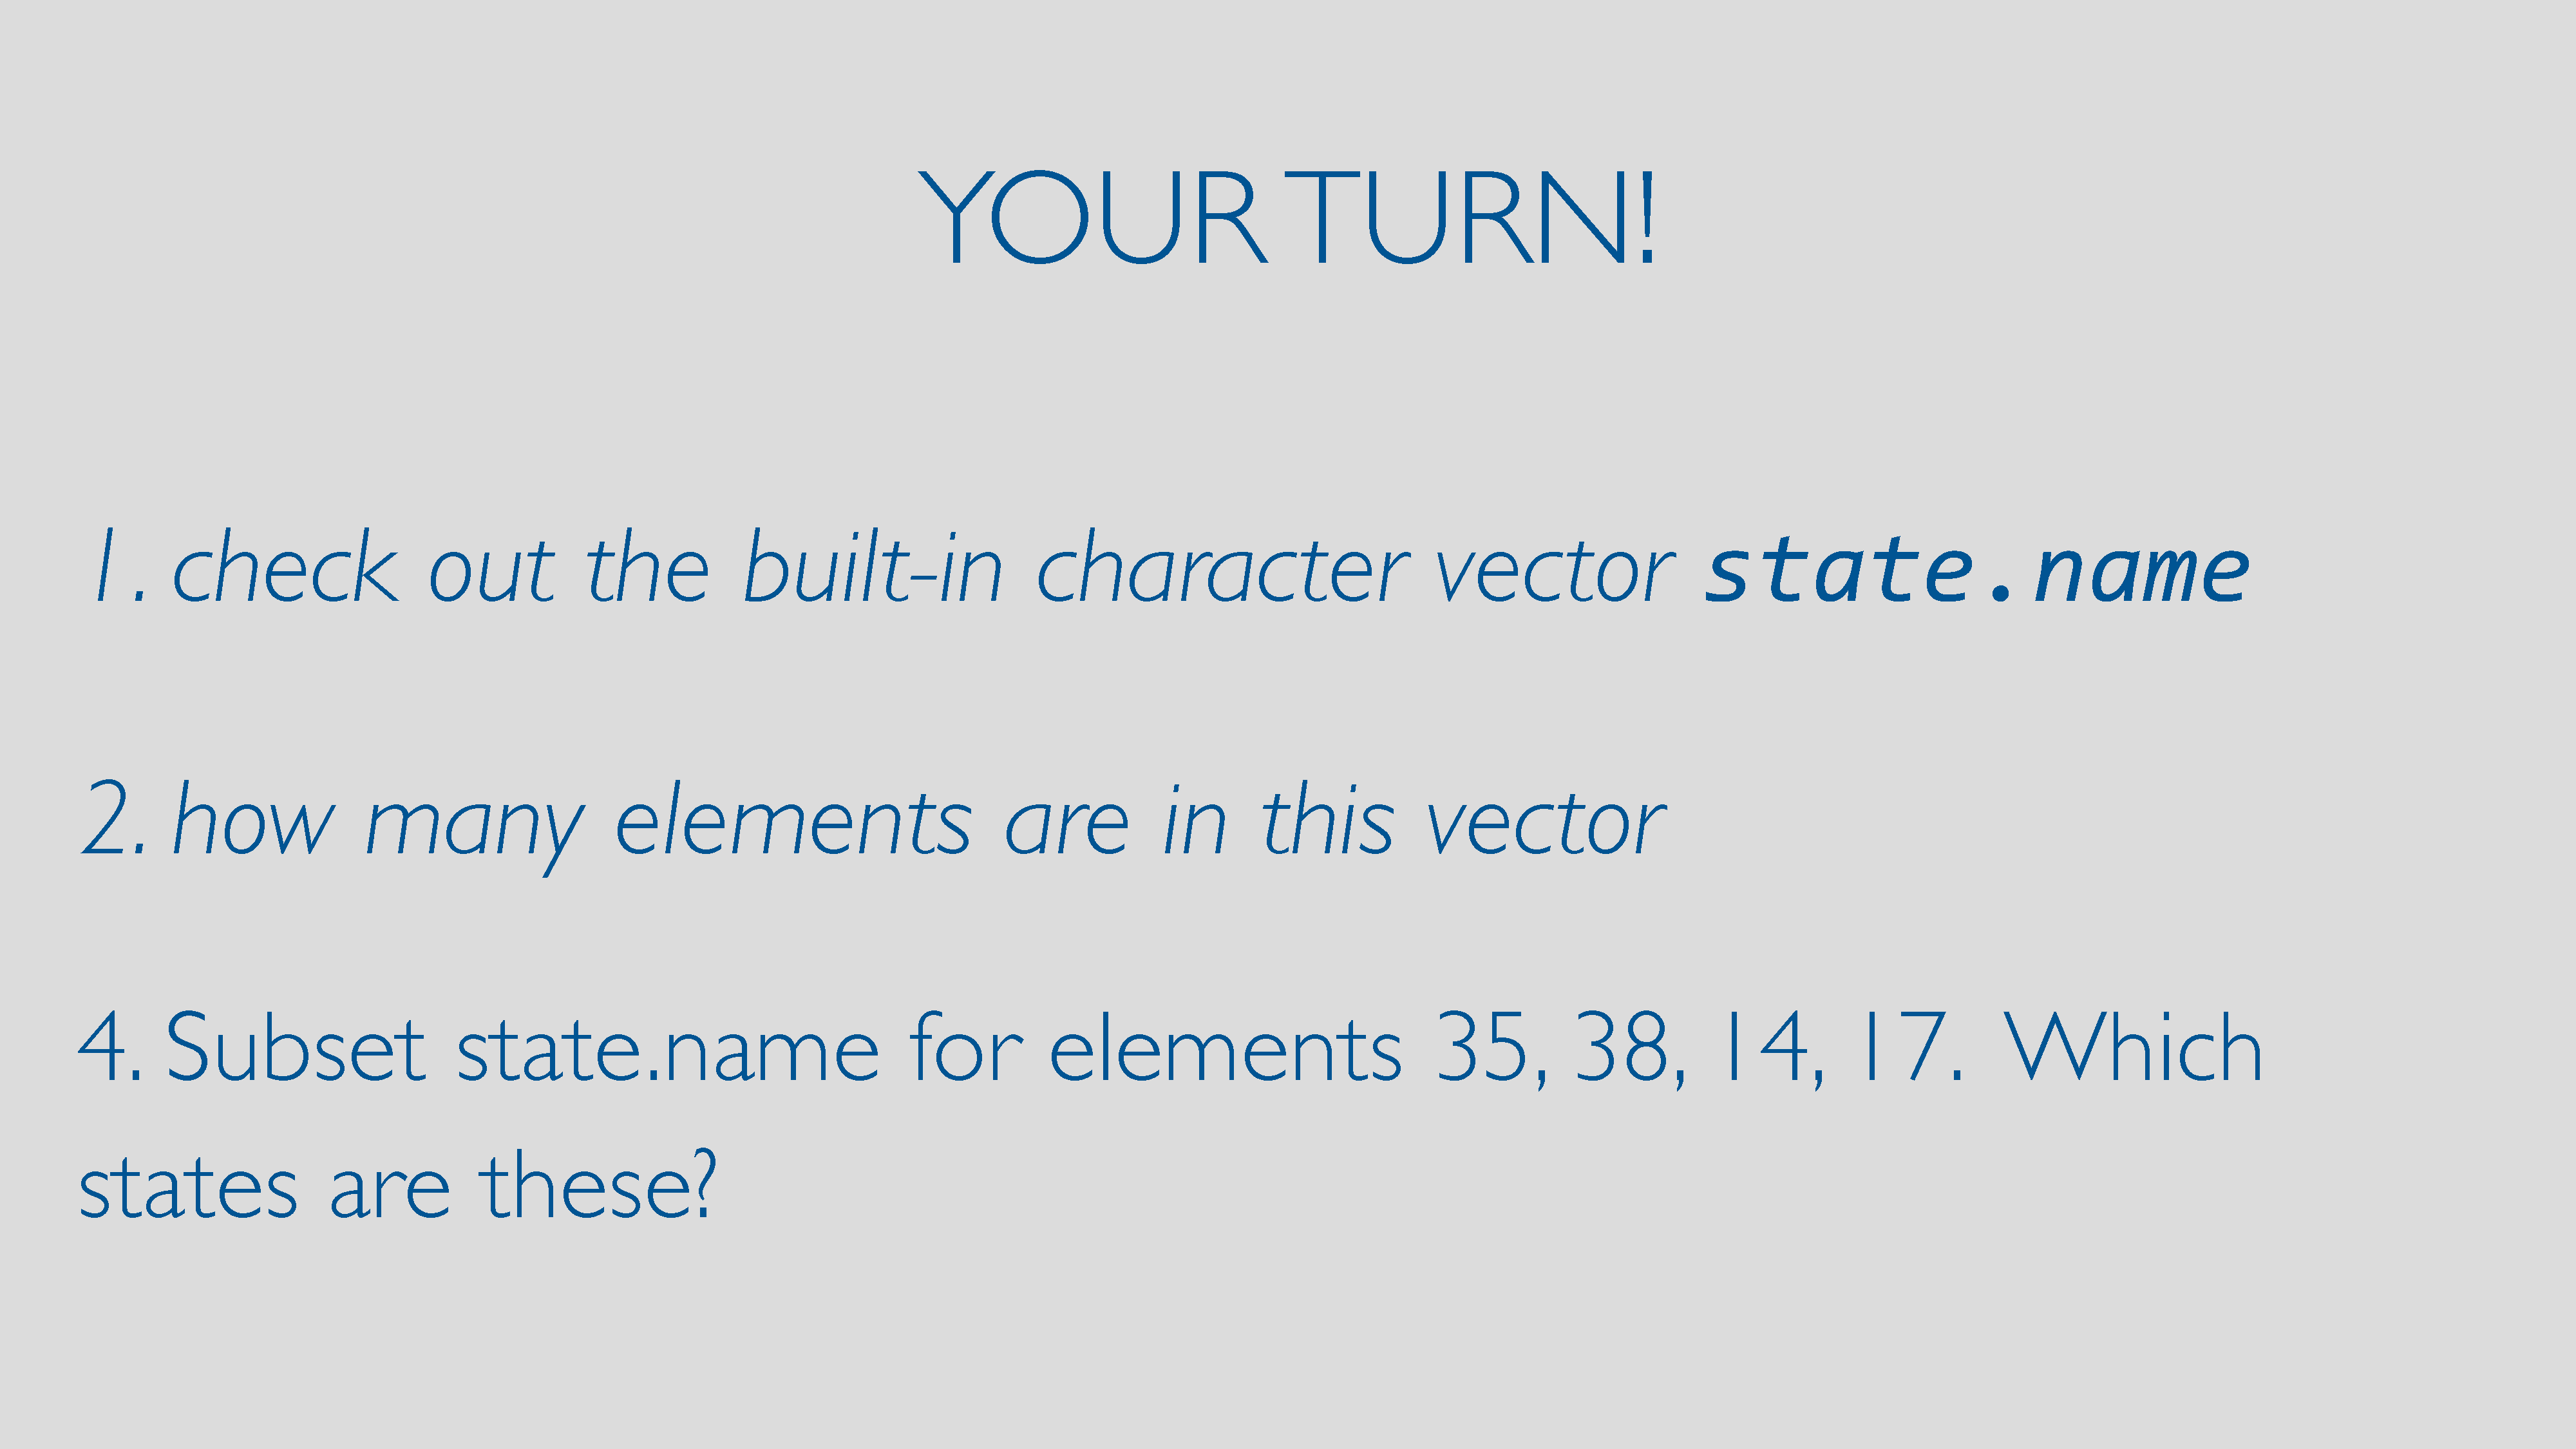 YOUR TURN!
1. check out the built-in character vector state.name
2. how many elements are in this vector
4. Subset state.name for elements 35, 38, 14, 17. Which
states are these?